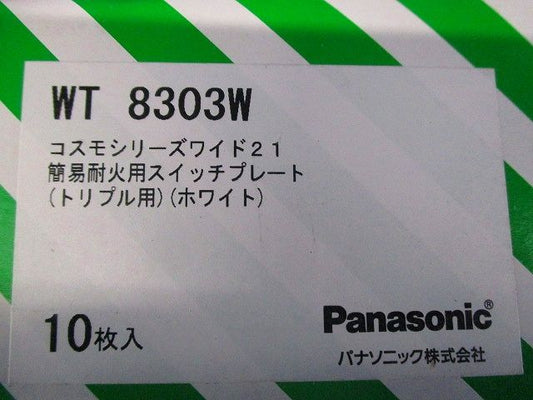 WT 8303W
コスモシリーズワイド21
簡易耐火用スイッチプレート
(トリプル用)(ホワイト)
10枚入
Panasonic®
パナソニック株式会社